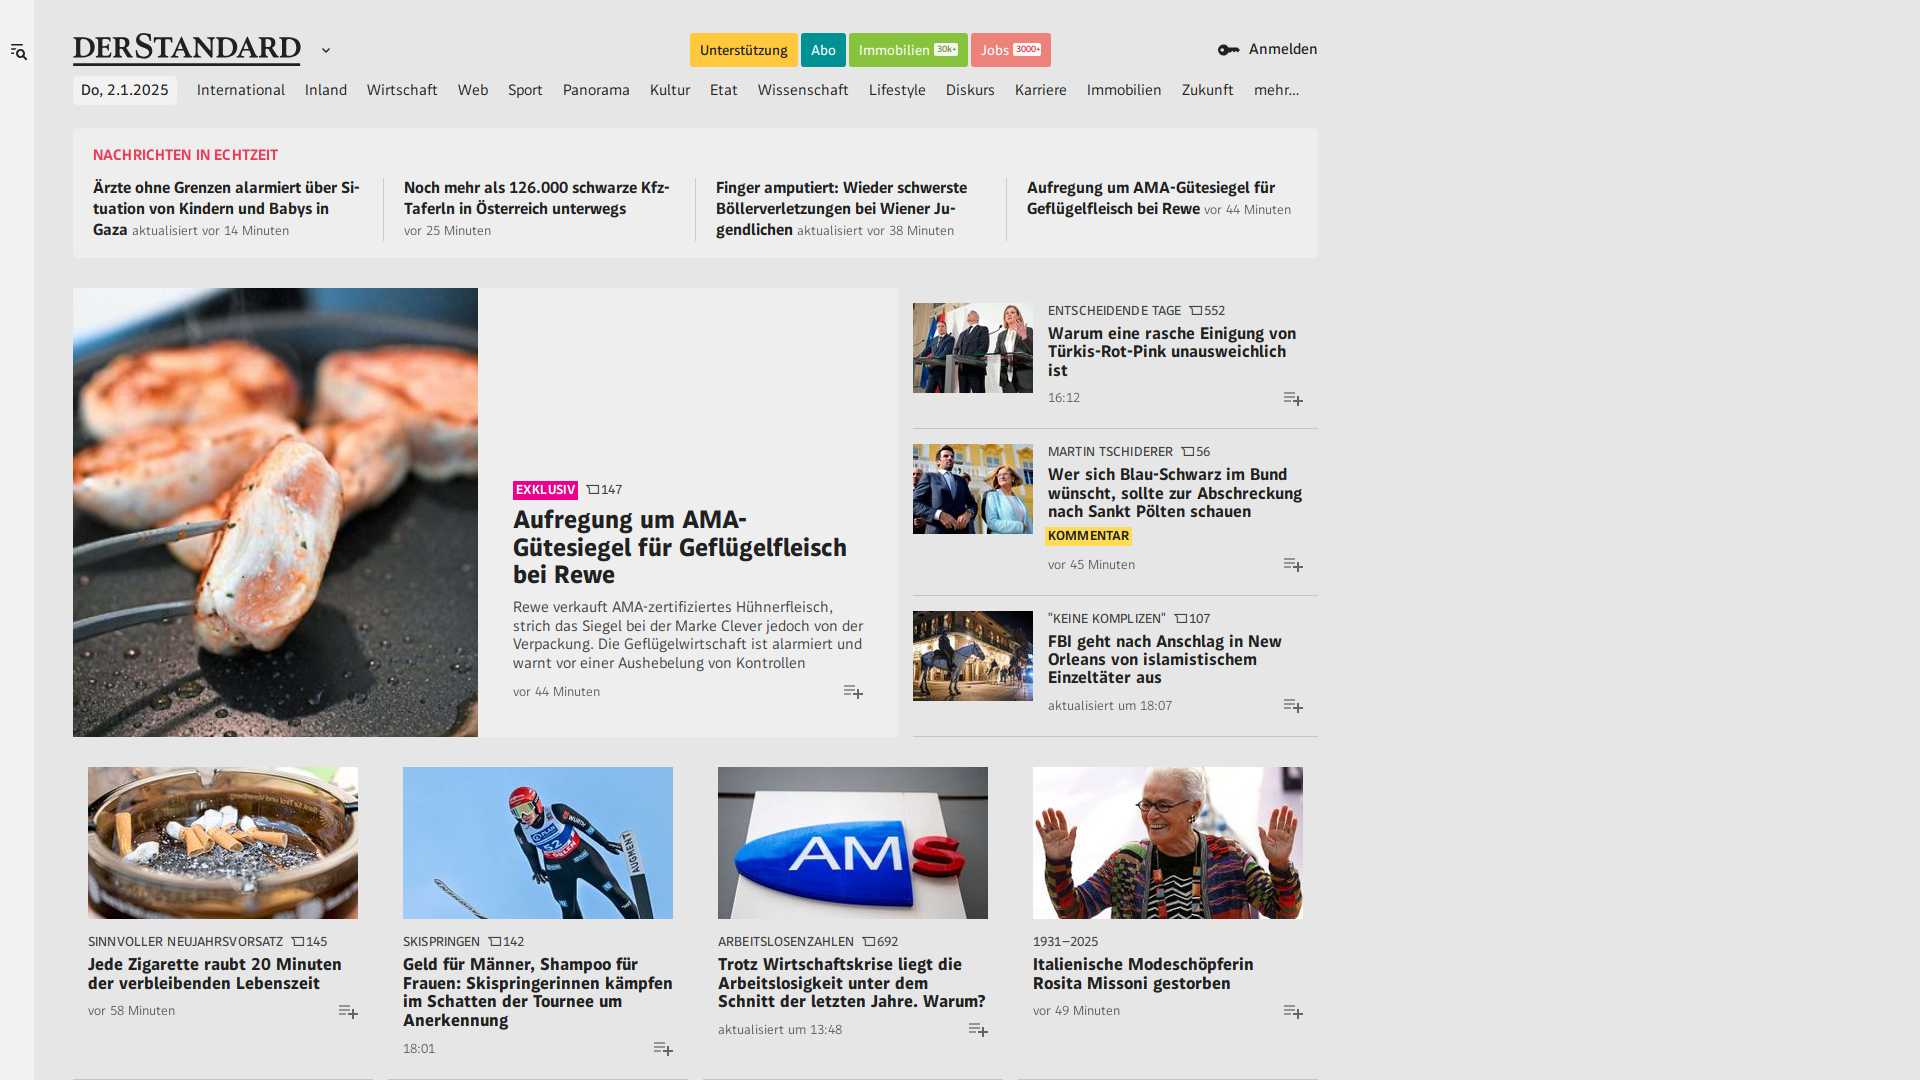 DERSTANDARD
Unterstützung
Abo
Immobilien 30k+
Jobs 3000+
Anmelden
Do, 2.1.2025
International
Inland
Wirtschaft
Web
Sport
Panorama
Kultur
Etat
Wissenschaft
Lifestyle
Diskurs
Karriere
Immobilien
Zukunft
mehr...
NACHRICHTEN IN ECHTZEIT
Ärzte ohne Grenzen alarmiert über Si-
tuation von Kindern und Babys in
Gaza aktualisiert vor 14 Minuten
Noch mehr als 126.000 schwarze Kfz-
Taferln in Österreich unterwegs
vor 25 Minuten
Finger amputiert: Wieder schwerste
Böllerverletzungen bei Wiener Ju-
gendlichen aktualisiert vor 38 Minuten
Aufregung um AMA-Gütesiegel für
Geflügelfleisch bei Rewe vor 44 Minuten
EXKLUSIV 147
Aufregung um AMA-
Gütesiegel für Geflügelfleisch
bei Rewe
Rewe verkauft AMA-zertifiziertes Hühnerfleisch,
strich das Siegel bei der Marke Clever jedoch von der
Verpackung. Die Geflügelwirtschaft ist alarmiert und
warnt vor einer Aushebelung von Kontrollen
vor 44 Minuten
ENTSCHEIDENDE TAGE 552
Warum eine rasche Einigung von
Türkis-Rot-Pink unausweichlich
ist
16:12
MARTIN TSCHIDERER 56
Wer sich Blau-Schwarz im Bund
wünscht, sollte zur Abschreckung
nach Sankt Pölten schauen
KOMMENTAR
vor 45 Minuten
"KEINE KOMPLIZEN" 107
FBI geht nach Anschlag in New
Orleans von islamistischem
Einzeltäter aus
aktualisiert um 18:07
SINNVOLLER NEUJAHRSVORSATZ 145
Jede Zigarette raubt 20 Minuten
der verbleibenden Lebenszeit
vor 58 Minuten
WÜRTH
PLAN
52
AUGMENT
SKISPRINGEN 142
Geld für Männer, Shampoo für
Frauen: Skispringerinnen kämpfen
im Schatten der Tournee um
Anerkennung
18:01
AMS
ARBEITSLOSENZAHLEN 692
Trotz Wirtschaftskrise liegt die
Arbeitslosigkeit unter dem
Schnitt der letzten Jahre. Warum?
aktualisiert um 13:48
1931–2025
Italienische Modeschöpferin
Rosita Missoni gestorben
vor 49 Minuten